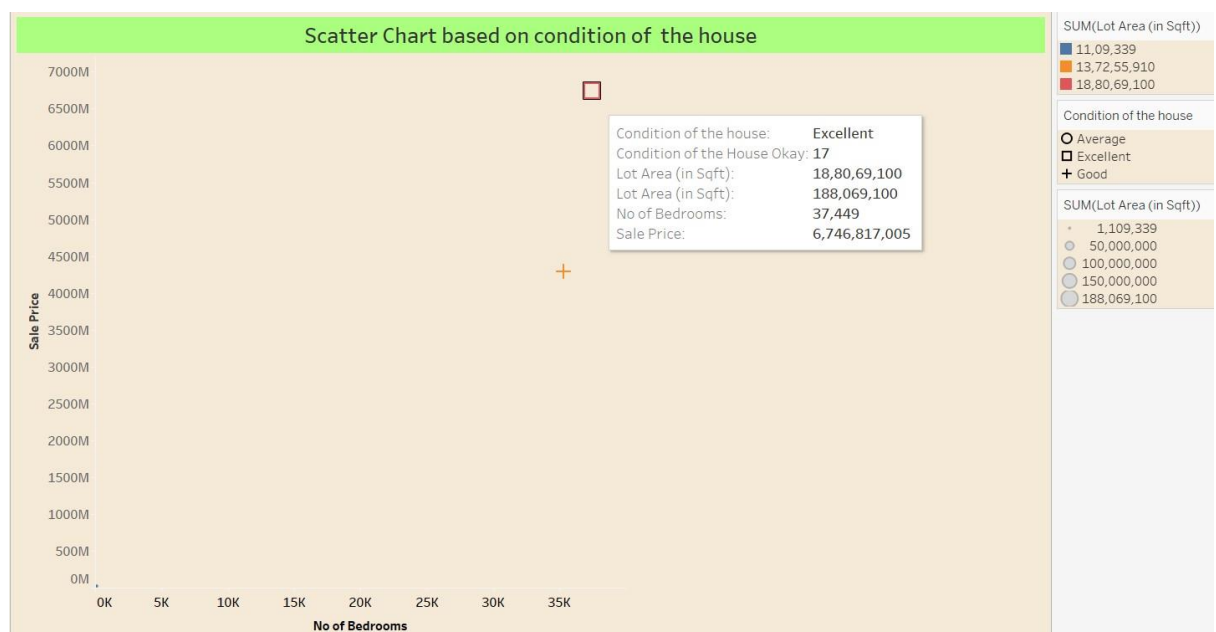 Scatter Chart based on condition of the house
7000M
6500M
6000M
5500M
5000M
4500M
4000M
3500M
3000M
2500M
2000M
1500M
1000M
500M
0M
Sale Price
0K 5K 10K 15K 20K 25K 30K 35K
No of Bedrooms
Condition of the house: Excellent
Condition of the House Okay: 17
Lot Area (in Sqft): 18,80,69,100
Lot Area (in Sqft): 188,069,100
No of Bedrooms: 37,449
Sale Price: 6,746,817,005
SUM(Lot Area (in Sqft))
11,09,339
13,72,55,910
18,80,69,100
Condition of the house
Average
Excellent
Good
SUM(Lot Area (in Sqft))
1,109,339
50,000,000
100,000,000
150,000,000
188,069,100